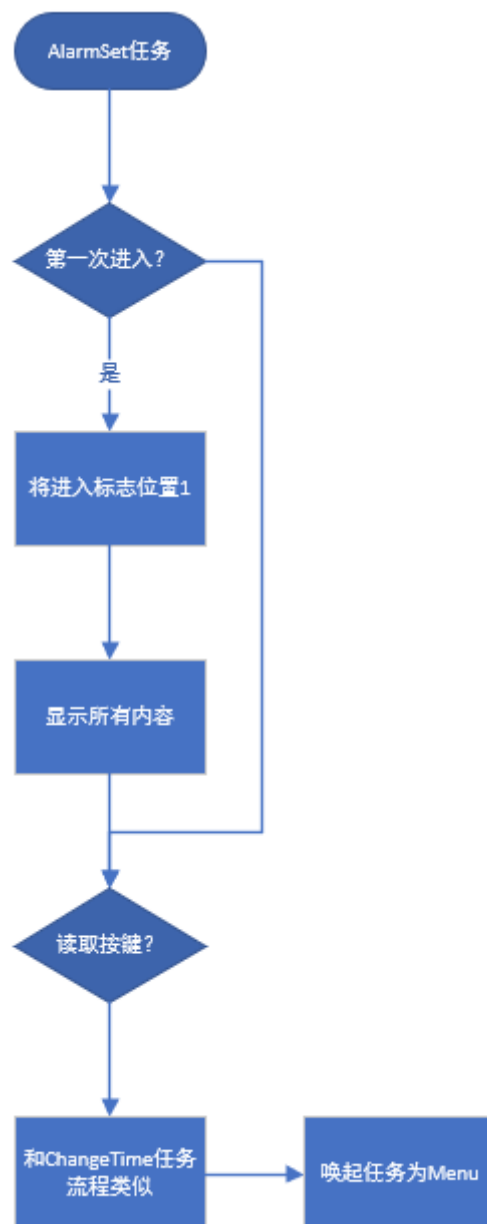 AlarmSet任务
第一次进入？
是
将进入标志位置1
显示所有内容
读取按键？
和ChangeTime任务
流程类似
唤起任务为Menu